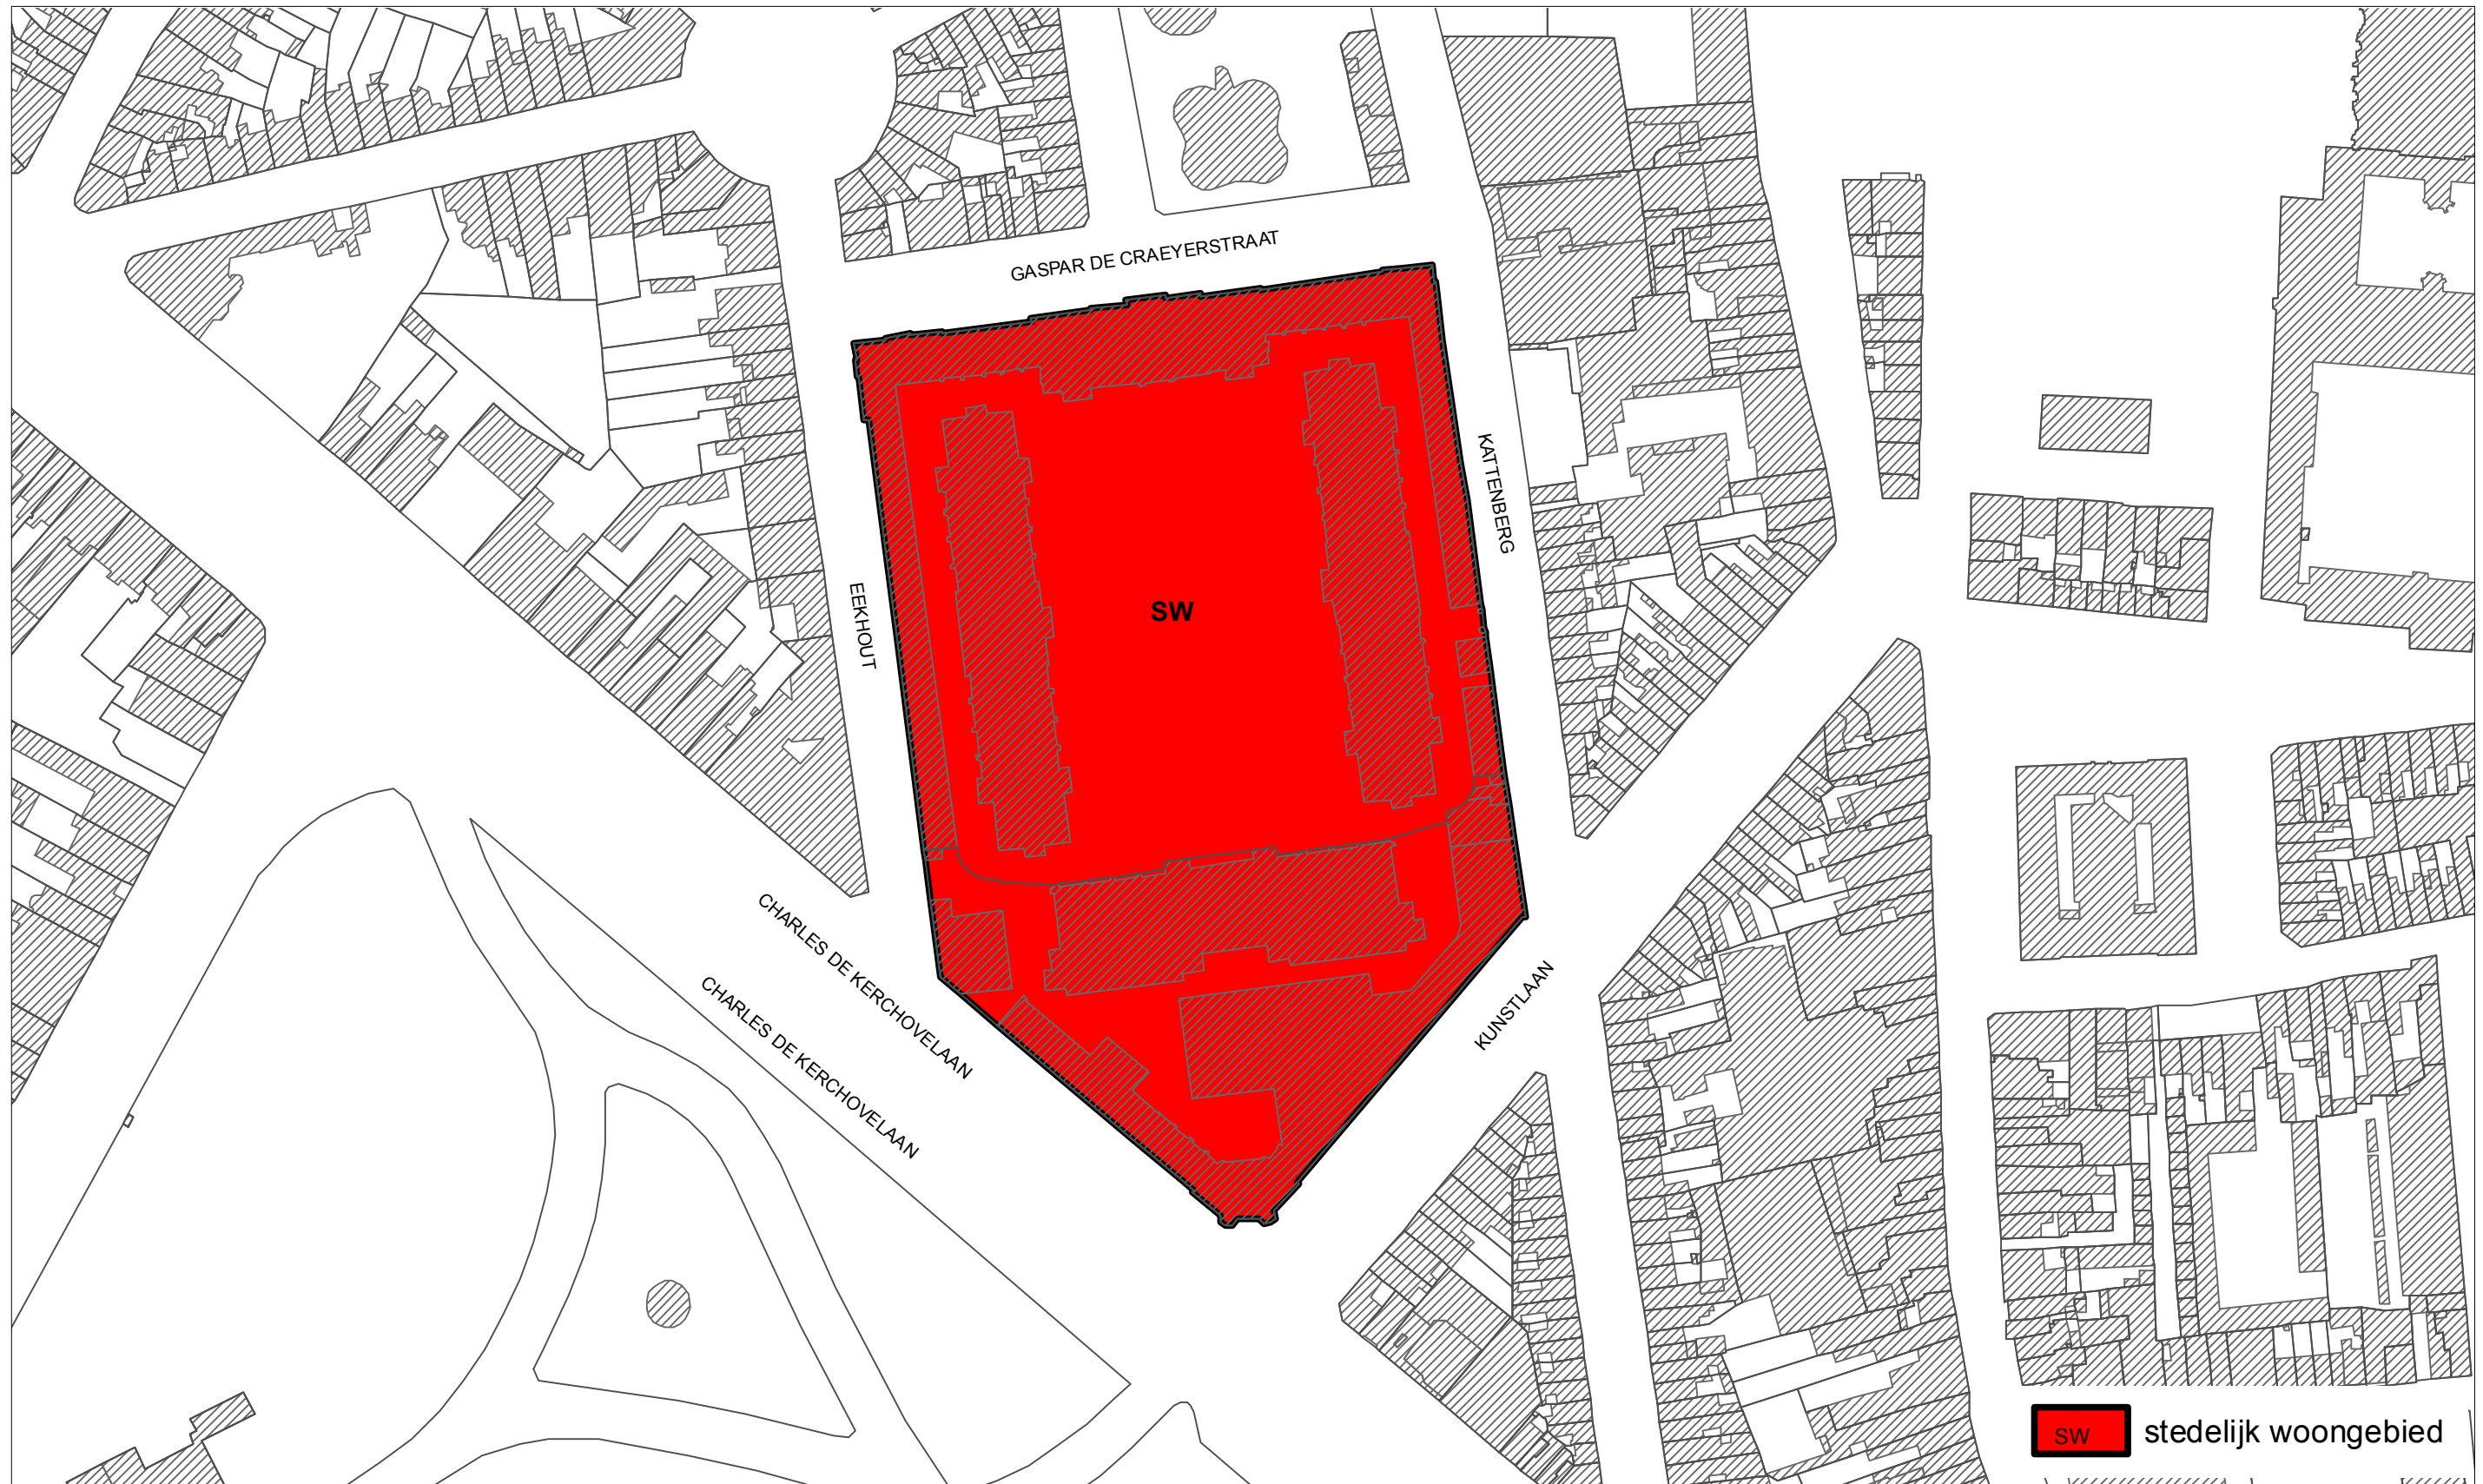 GASPAR DE CRAEYERSTRAAT
KATTENBERG
SW
EEKHOUT
CHARLES DE KERCHOVELAAN
CHARLES DE KERCHOVELAAN
KUNSTLAAN
SW stedelijk woongebied